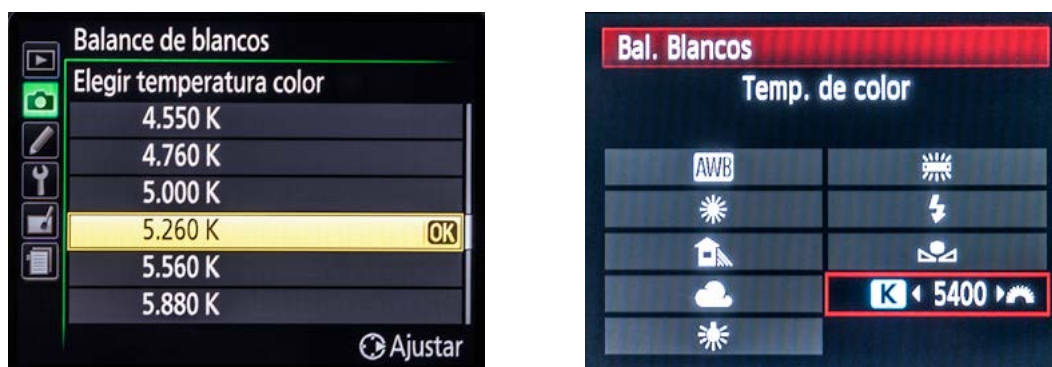 Balance de blancos
Elegir temperatura color
4.550 K
4.760 K
5.000 K
5.260 K OK
5.560 K
5.880 K
Ajustar
Bal. Blancos
Temp. de color
AWB
K 5400